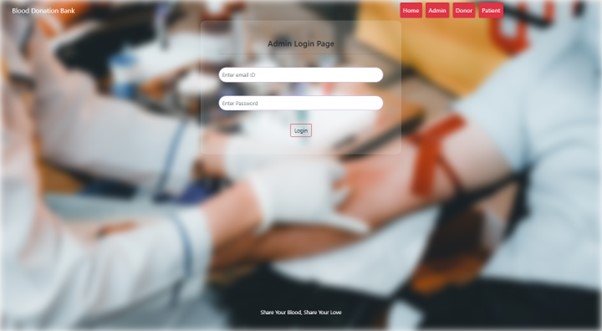 Blood Donation Bank
Home Admin Donor Patient
Admin Login Page
Enter email ID
Enter Password
Login
Share Your Blood, Share Your Love